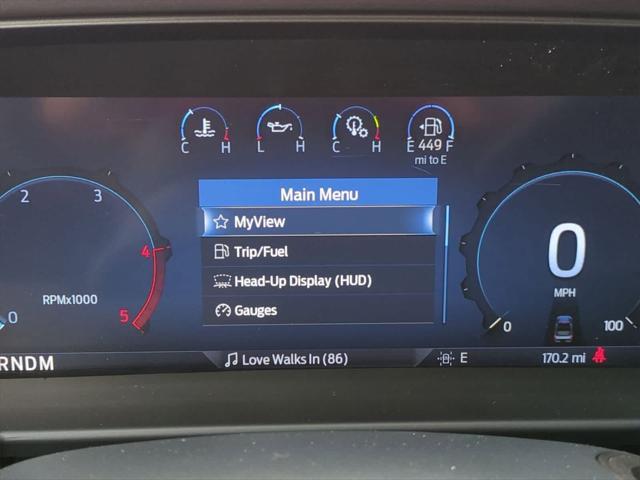 C H
L H
C H
E 449 F
mi to E
Main Menu
MyView
Trip/Fuel
Head-Up Display (HUD)
Gauges
0 2 3 4 5
RPMx1000
0
MPH
0 100
RNDM
Love Walks In (86)
E
170.2 mi